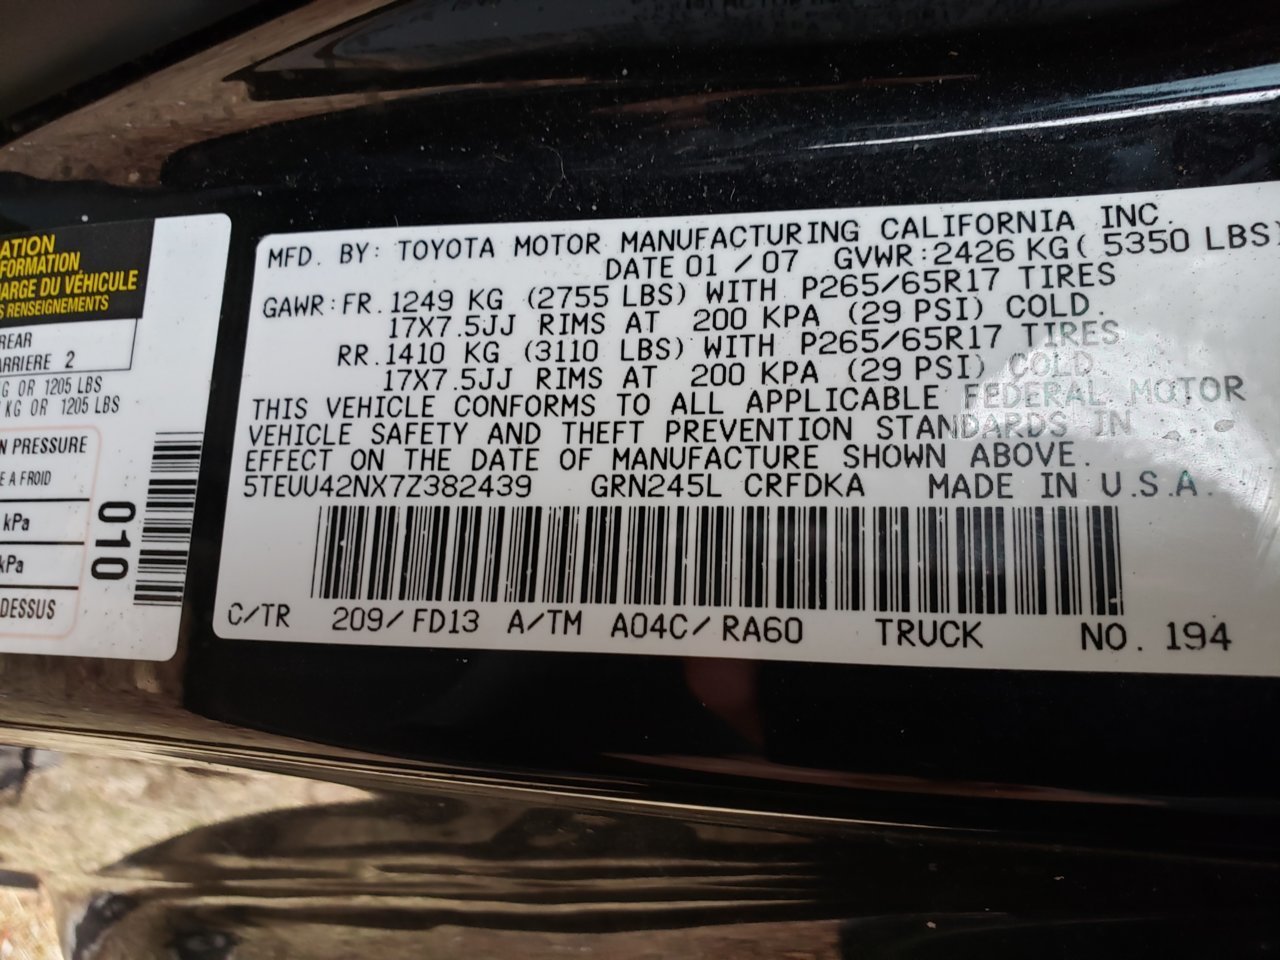 ATION
FORMATION
ARGE DU VÉHICULE
S RENSEIGNEMENTS
REAR
ARRIERE 2
G OR 1205 LBS
KG OR 1205 LBS
N PRESSURE
E A FROID
kPa
kPa
DESSUS
010
MFD. BY: TOYOTA MOTOR MANUFACTURING CALIFORNIA INC.
DATE 01/07 GVWR:2426 KG( 5350 LBS)
GAWR:FR.1249 KG (2755 LBS) WITH P265/65R17 TIRES
17X7.5JJ RIMS AT 200 KPA (29 PSI) COLD.
RR.1410 KG (3110 LBS) WITH P265/65R17 TIRES
17X7.5JJ RIMS AT 200 KPA (29 PSI) COLD.
THIS VEHICLE CONFORMS TO ALL APPLICABLE FEDERAL MOTOR
VEHICLE SAFETY AND THEFT PREVENTION STANDARDS IN
EFFECT ON THE DATE OF MANUFACTURE SHOWN ABOVE.
5TEUU42NX7Z382439 GRN245L CRFDKA MADE IN U.S.A.
C/TR 209/FD13 A/TM A04C/RA60 TRUCK NO. 194